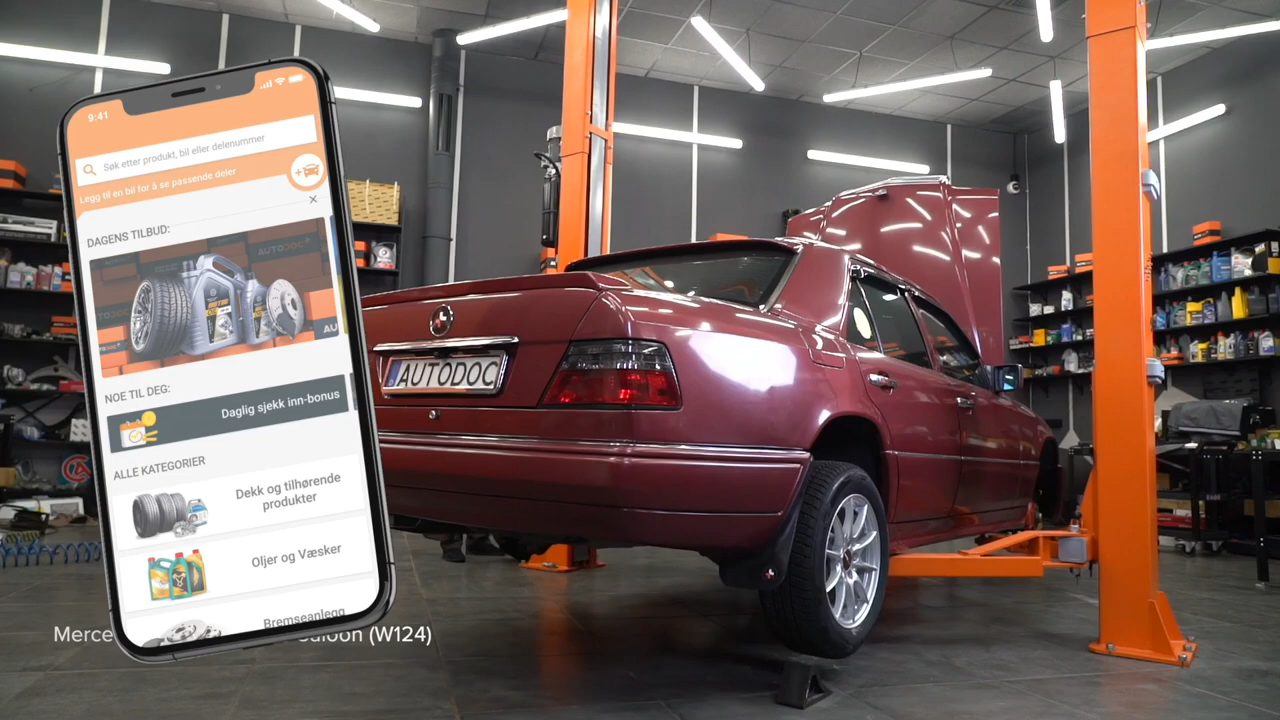 9:41
Søk etter produkt, bil eller delenummer
Legg til en bil for å se passende deler
DAGENS TILBUD:
AUTODOC
AU
NOE TIL DEG:
Daglig sjekk inn-bonus
ALLE KATEGORIER
Dekk og tilhørende
produkter
Oljer og Væsker
Bremseanlegg
AUTODOC
Merce
(W124)